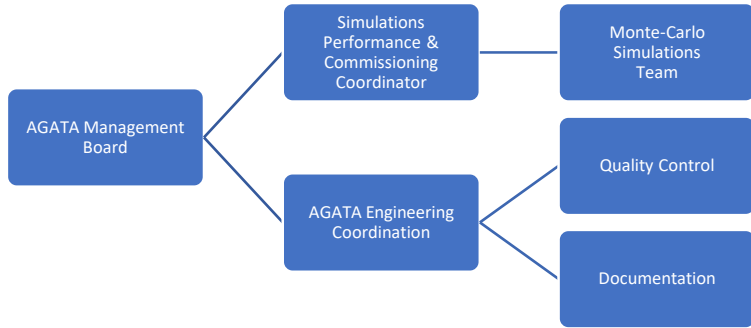 Simulations
Performance &
Commissioning
Coordinator
Monte-Carlo
Simulations
Team
AGATA Management
Board
Quality Control
AGATA Engineering
Coordination
Documentation